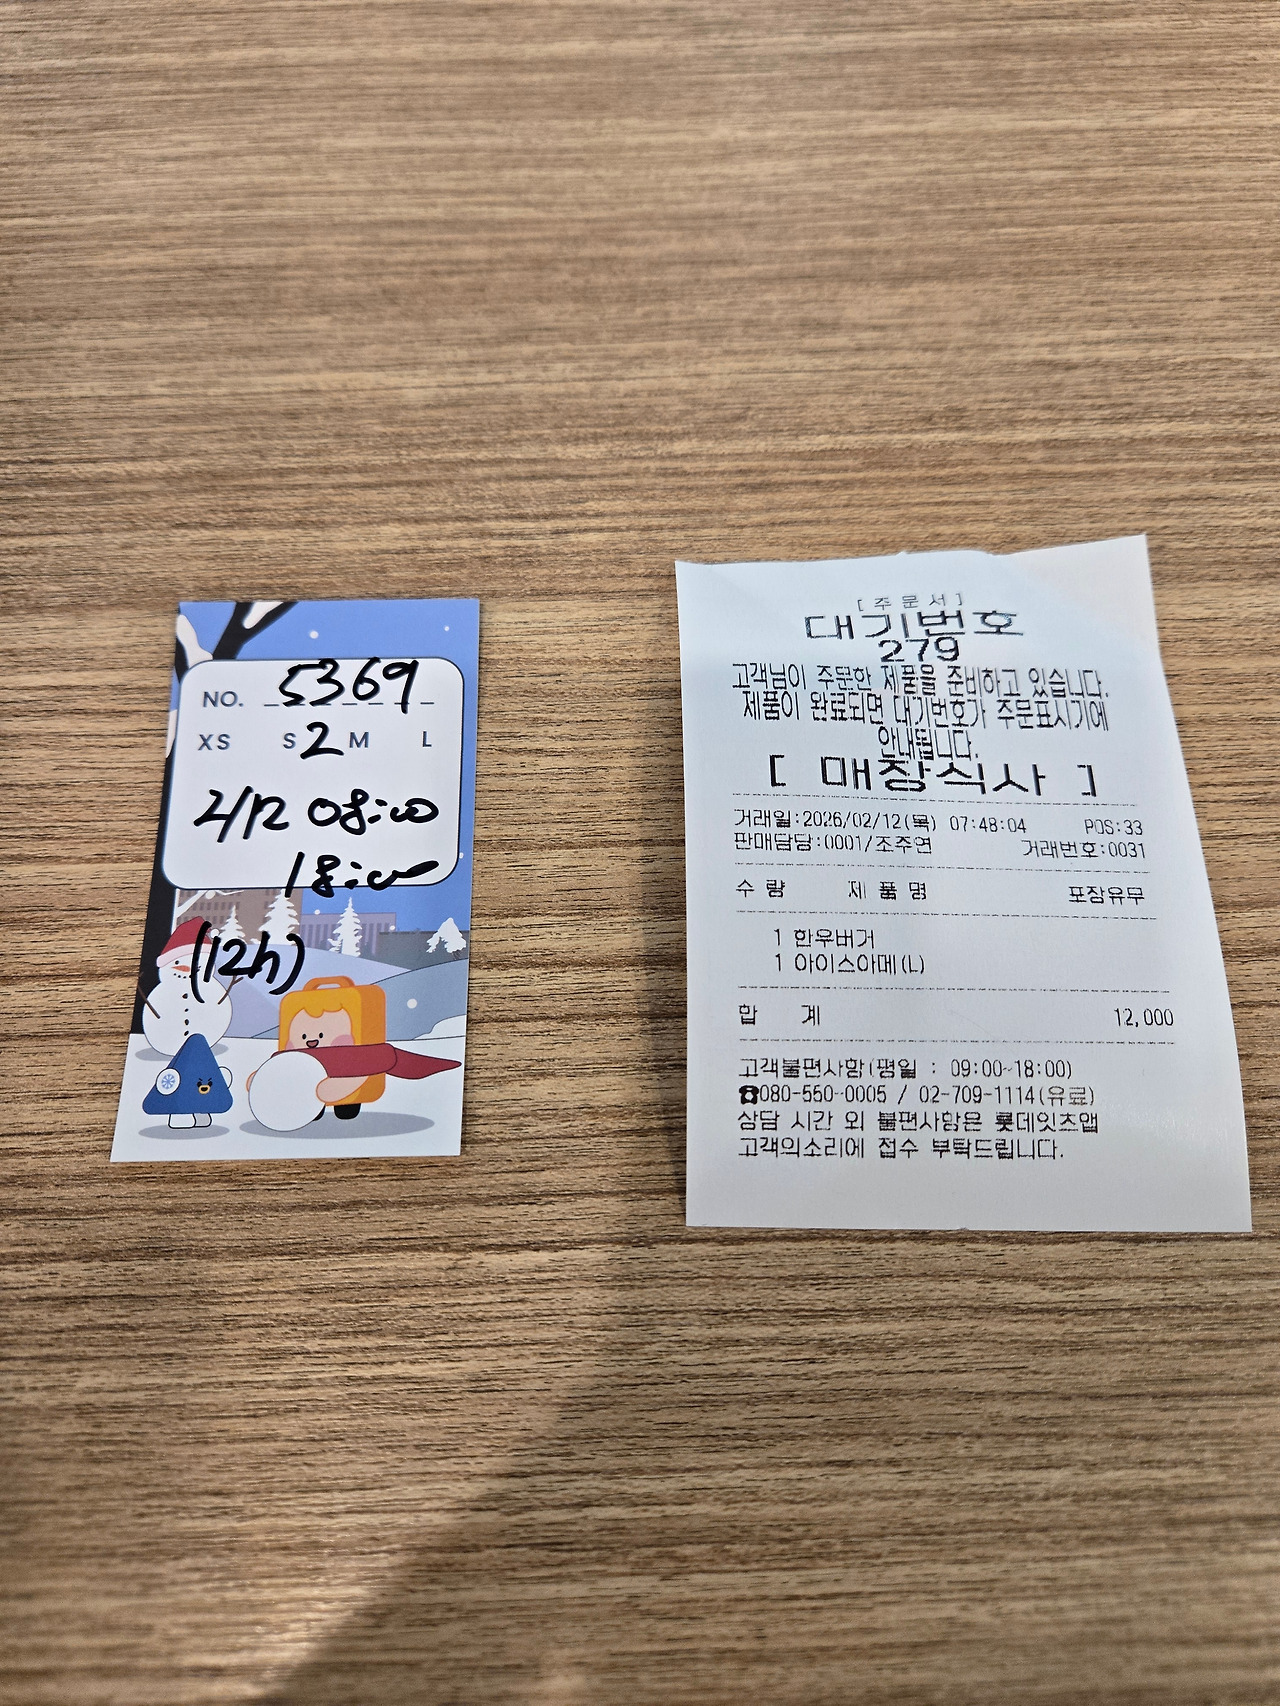 NO. 5369
XS S 2 M L
2/12 08:00
18:00
(12h)
[주문서]
대기번호
279
고객님이 주문한 제품을 준비하고 있습니다.
제품이 완료되면 대기번호가 주문표시기에
안내됩니다.
[ 매장식사 ]
거래일:2026/02/12(목) 07:48:04 POS:33
판매담당:0001/조주연 거래번호:0031
수 량 제 품 명 포장유무
1 한우버거
1 아이스아메(L)
합 계 12,000
고객불편사항(평일 : 09:00~18:00)
☎080-550-0005 / 02-709-1114(유료)
상담 시간 외 불편사항은 롯데잇츠앱
고객의소리에 접수 부탁드립니다.